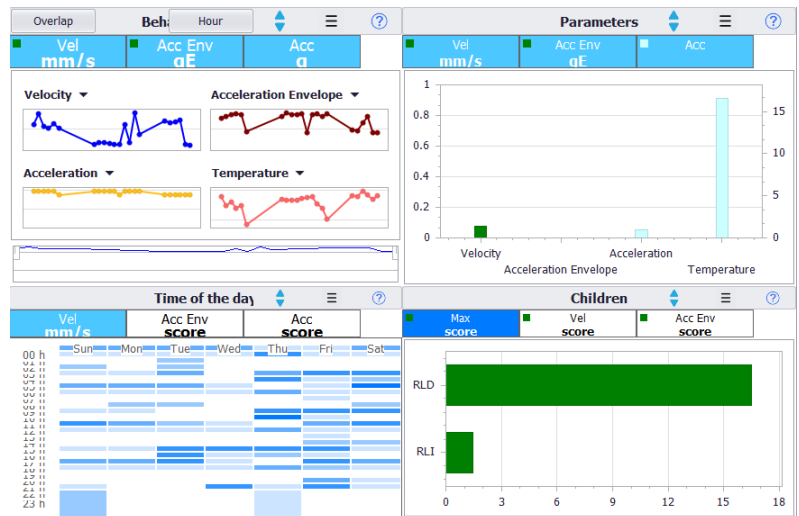 Overlap
Hour
Vel
mm/s
Acc Env
gE
Acc
g
Velocity
Acceleration Envelope
Acceleration
Temperature
Parameters
?
Vel
mm/s
Acc Env
gE
Acc
1
0.8
0.6
0.4
0.2
0
15
10
5
0
Velocity
Acceleration
Acceleration Envelope
Temperature
Time of the day
?
Vel
mm/s
Acc Env
score
Acc
score
Sun Mon Tue Wed Thu Fri Sat
00 h
22 h
23 h
Children
?
Max
score
Vel
score
Acc Env
score
RLD
RLI
0 3 6 9 12 15 18